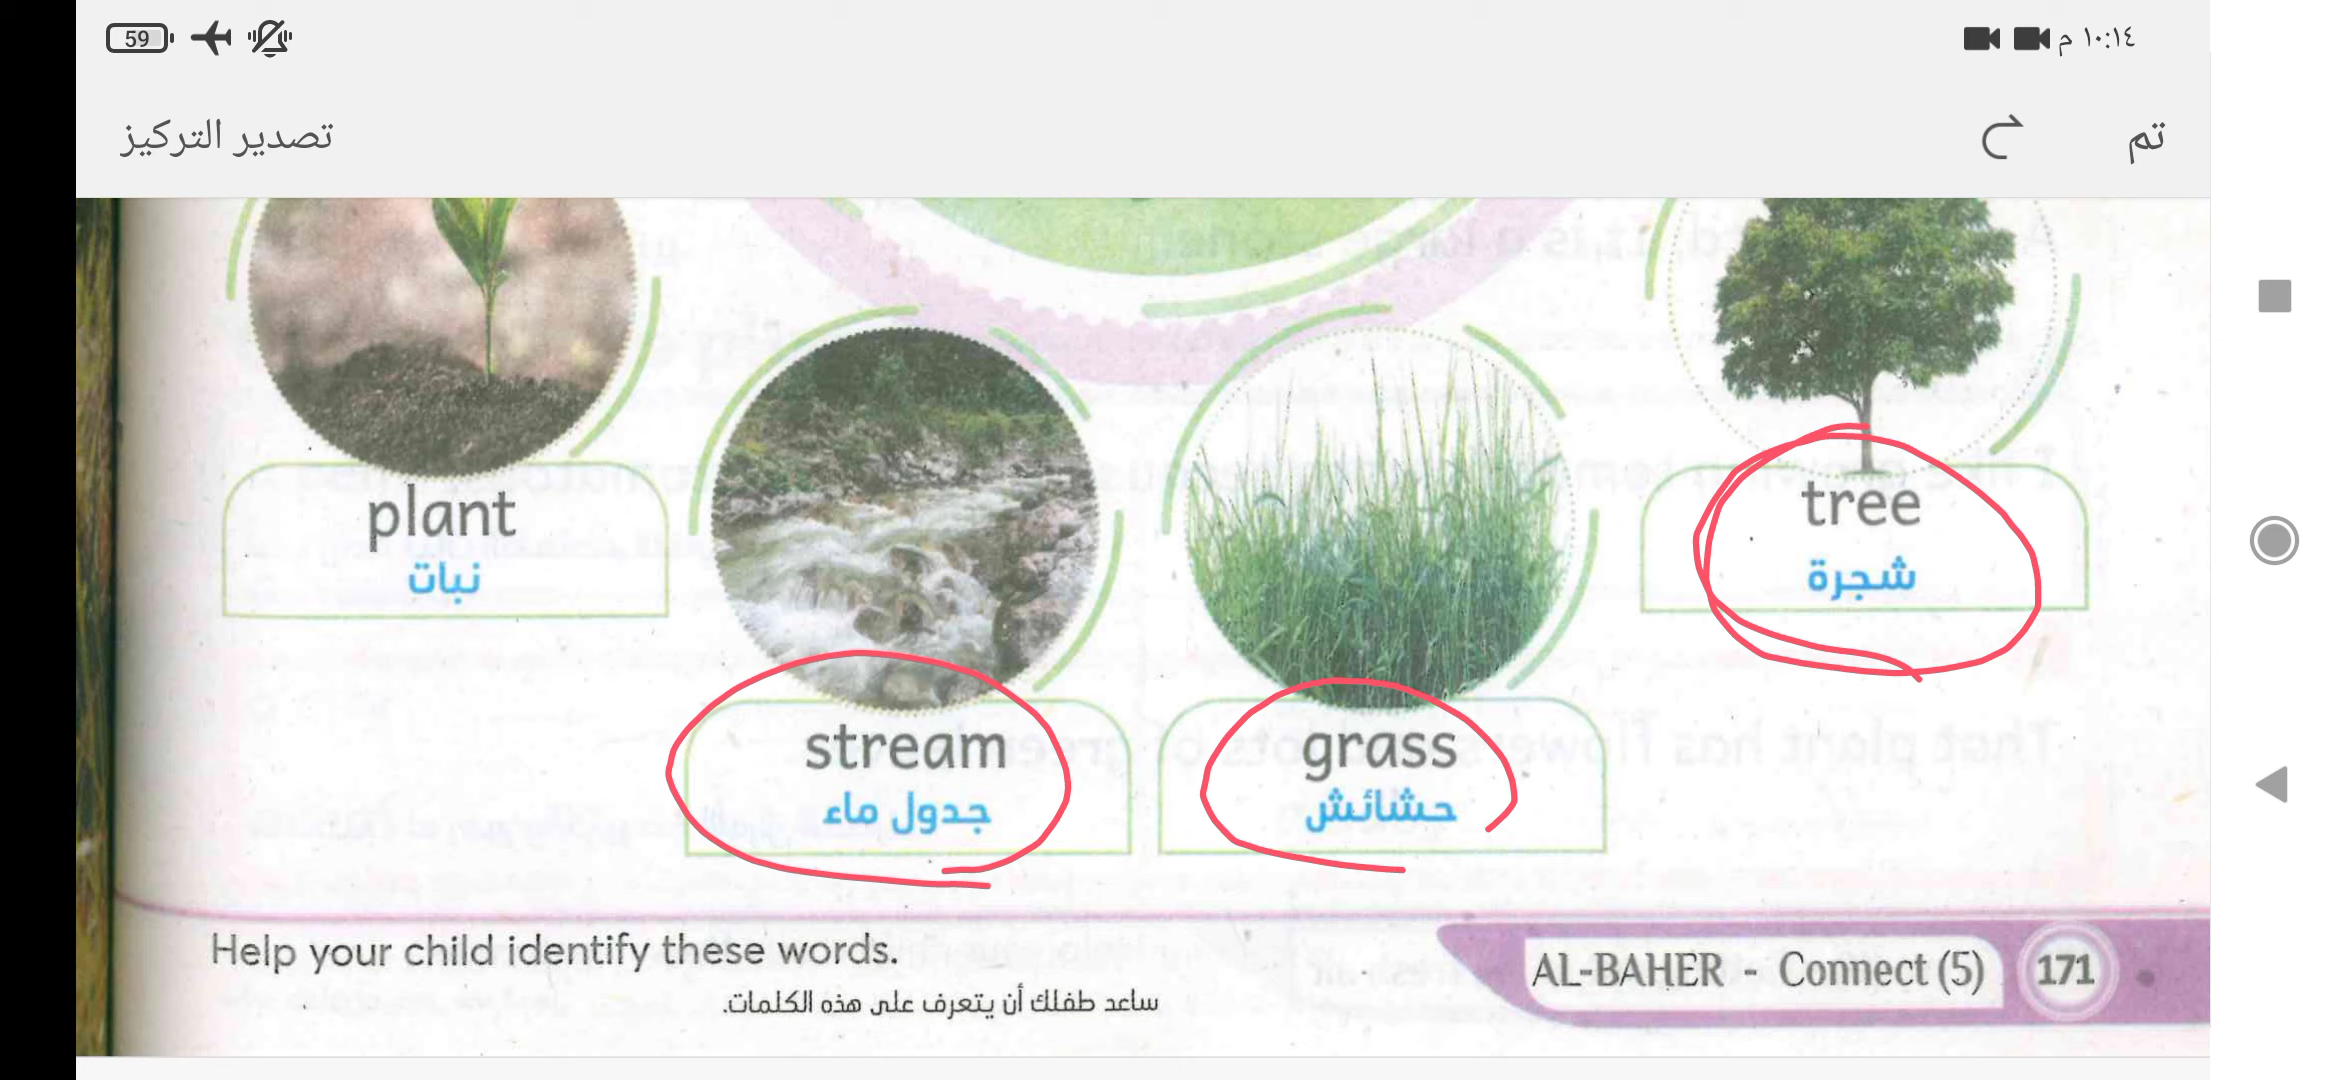 59
١٠:١٤ م
تصدير التركيز
تم
plant
نبات
tree
شجرة
stream
جدول ماء
grass
حشائش
Help your child identify these words.
ساعد طفلك أن يتعرف على هذه الكلمات.
AL-BAHER - Connect (5)
171